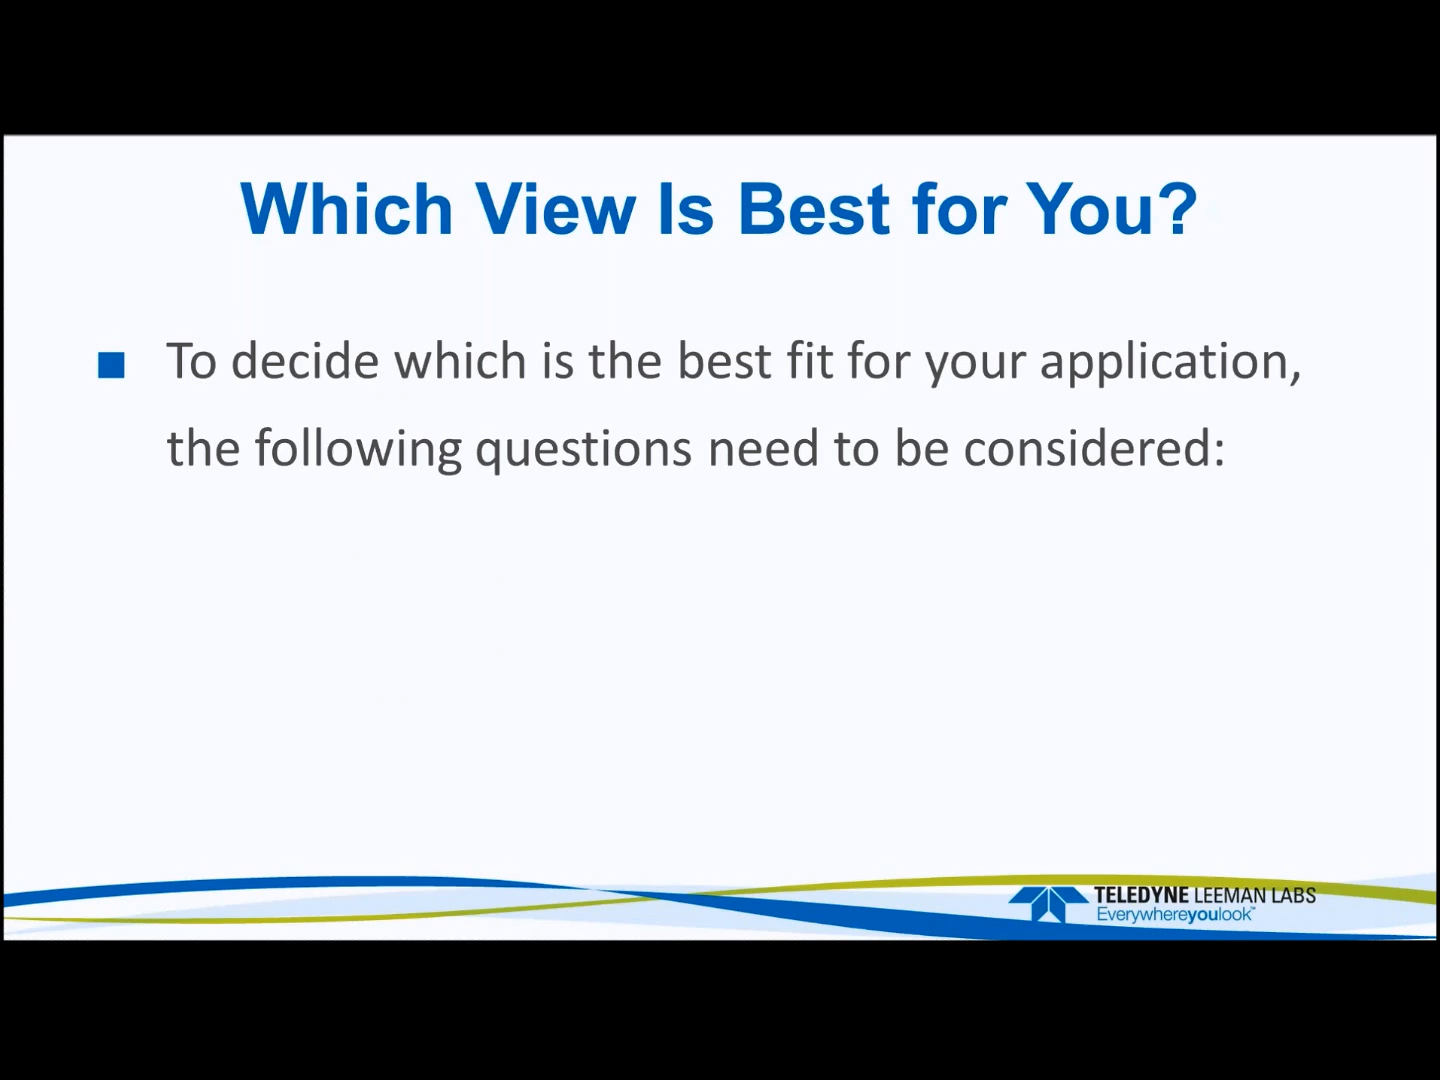 Which View Is Best for You?
■ To decide which is the best fit for your application,
the following questions need to be considered:
TELEDYNE LEEMAN LABS
Everywhereyoulook™